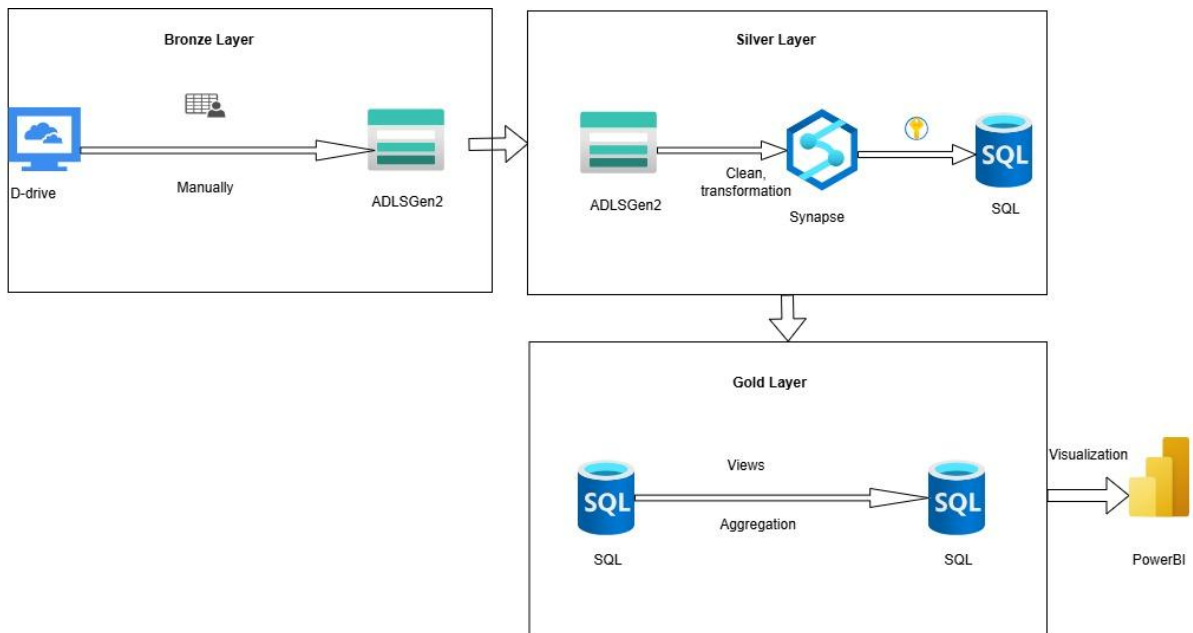 Bronze Layer
D-drive
Manually
ADLSGen2
Silver Layer
ADLSGen2
Clean,
transformation
Synapse
SQL
SQL
Gold Layer
SQL
SQL
Views
Aggregation
SQL
SQL
Visualization
PowerBI